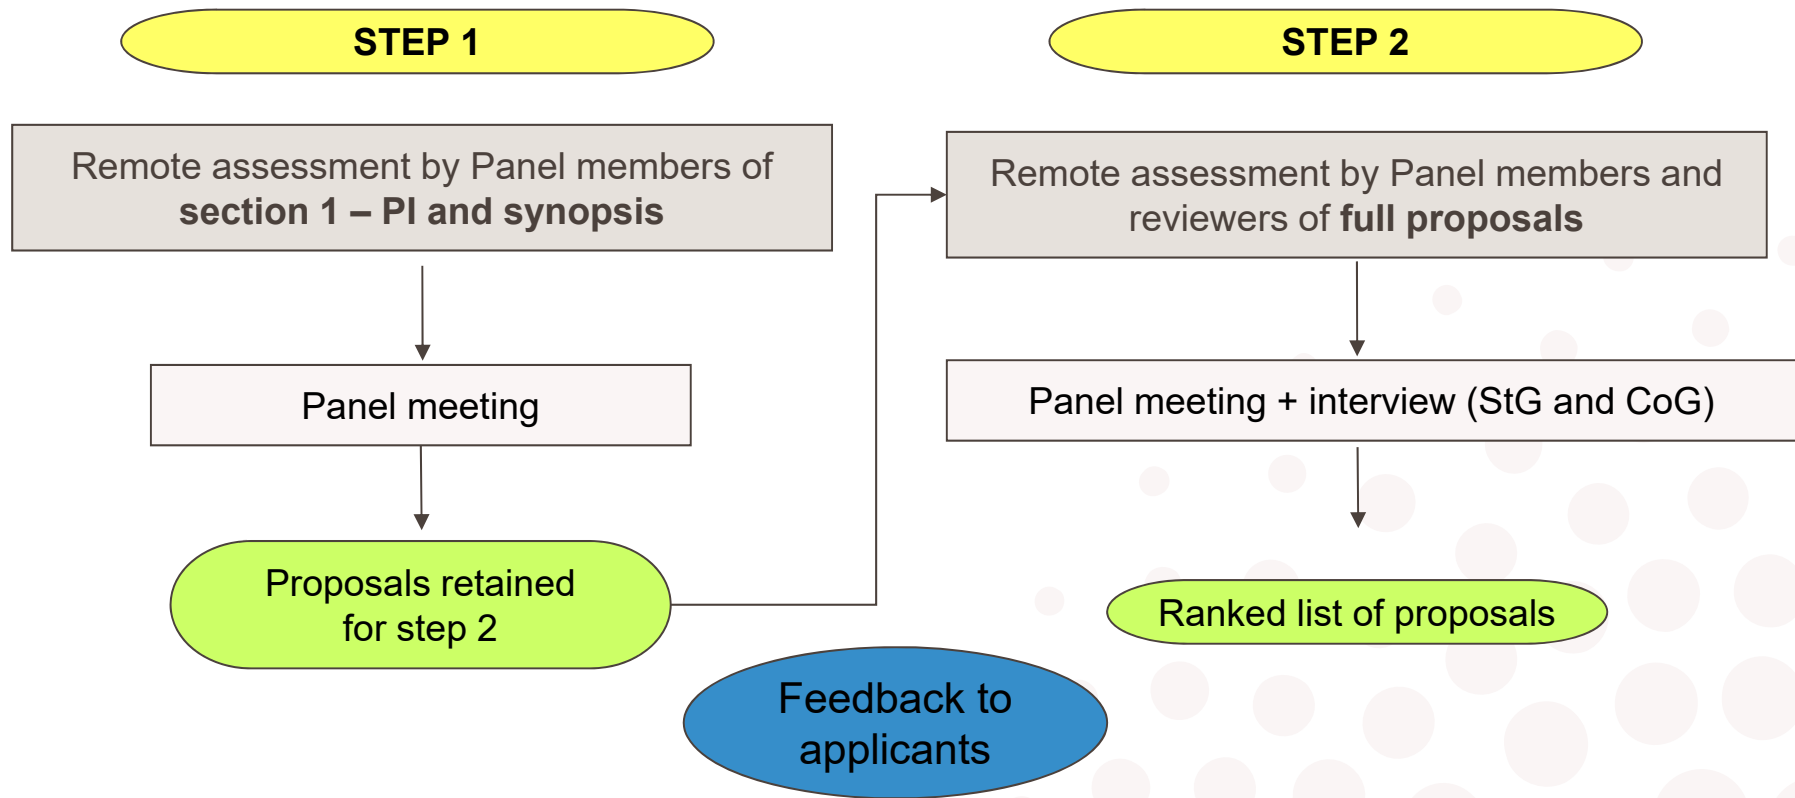 STEP 1
Remote assessment by Panel members of
section 1 – PI and synopsis
Panel meeting
Proposals retained
for step 2
STEP 2
Remote assessment by Panel members and
reviewers of full proposals
Panel meeting + interview (StG and CoG)
Ranked list of proposals
Feedback to
applicants